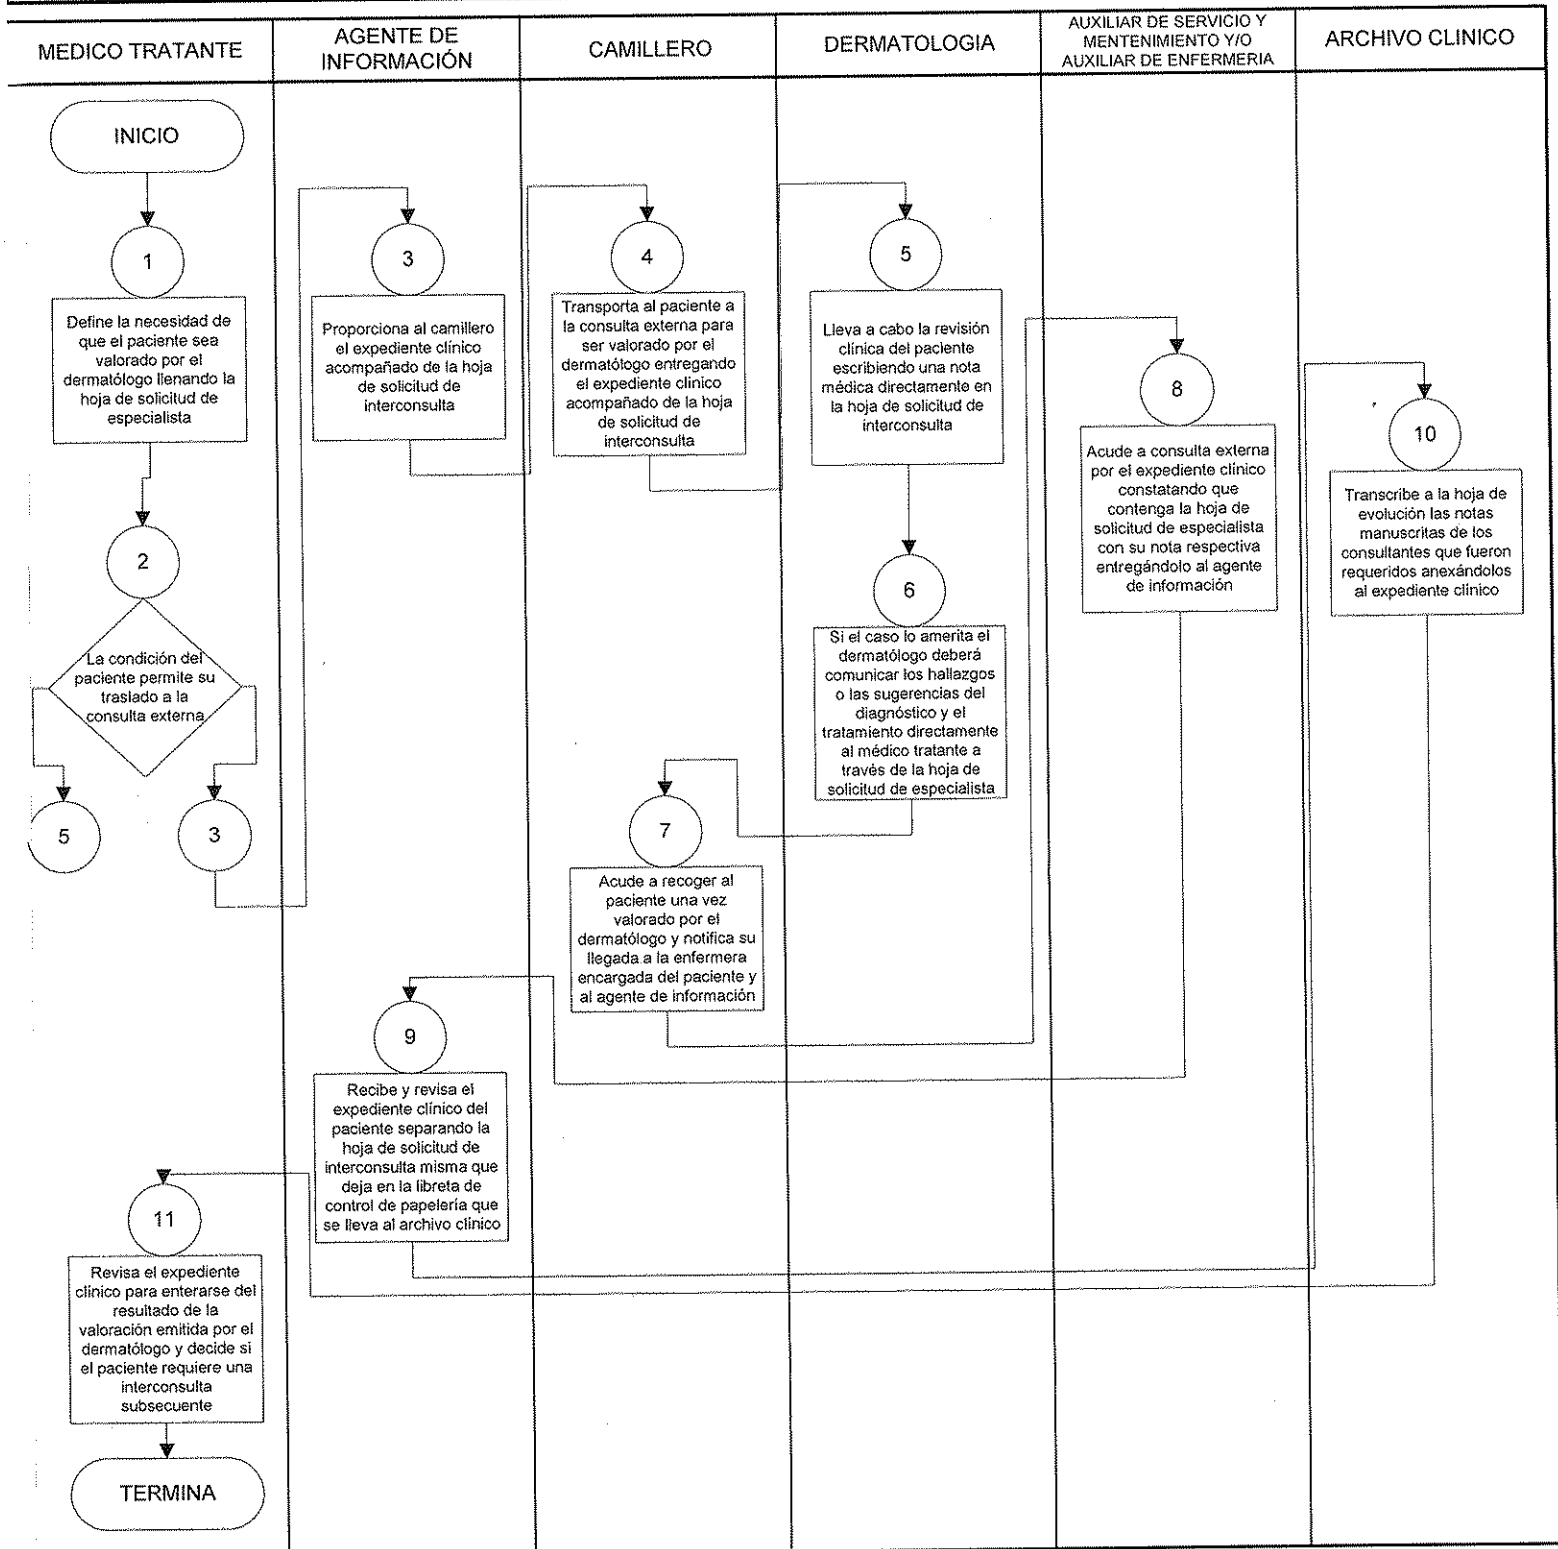 MEDICO TRATANTE
AGENTE DE
INFORMACIÓN
CAMILLERO
DERMATOLOGIA
AUXILIAR DE SERVICIO Y
MENTENIMIENTO Y/O
AUXILIAR DE ENFERMERIA
ARCHIVO CLINICO
INICIO
1
Define la necesidad de
que el paciente sea
valorado por el
dermatólogo llenando la
hoja de solicitud de
especialista
2
La condición del
paciente permite su
traslado a la
consulta externa
5
3
3
Proporciona al camillero
el expediente clínico
acompañado de la hoja
de solicitud de
interconsulta
4
Transporta al paciente a
la consulta externa para
ser valorado por el
dermatólogo entregando
el expediente clinico
acompañado de la hoja
de solicitud de
interconsulta
5
Lleva a cabo la revisión
clínica del paciente
escribiendo una nota
médica directamente en
la hoja de solicitud de
interconsulta
6
Si el caso lo amerita el
dermatólogo deberá
comunicar los hallazgos
o las sugerencias del
diagnóstico y el
tratamiento directamente
al médico tratante a
través de la hoja de
solicitud de especialista
7
Acude a recoger al
paciente una vez
valorado por el
dermatólogo y notifica su
llegada a la enfermera
encargada del paciente y
al agente de información
8
Acude a consulta externa
por el expediente clínico
constatando que
contenga la hoja de
solicitud de especialista
con su nota respectiva
entregándolo al agente
de información
9
Recibe y revisa el
expediente clínico del
paciente separando la
hoja de solicitud de
interconsulta misma que
deja en la libreta de
control de papelería que
se lleva al archivo clínico
10
Transcribe a la hoja de
evolución las notas
manuscritas de los
consultantes que fueron
requeridos anexándolos
al expediente clínico
11
Revisa el expediente
clínico para enterarse del
resultado de la
valoración emitida por el
dermatólogo y decide si
el paciente requiere una
interconsulta
subsecuente
TERMINA